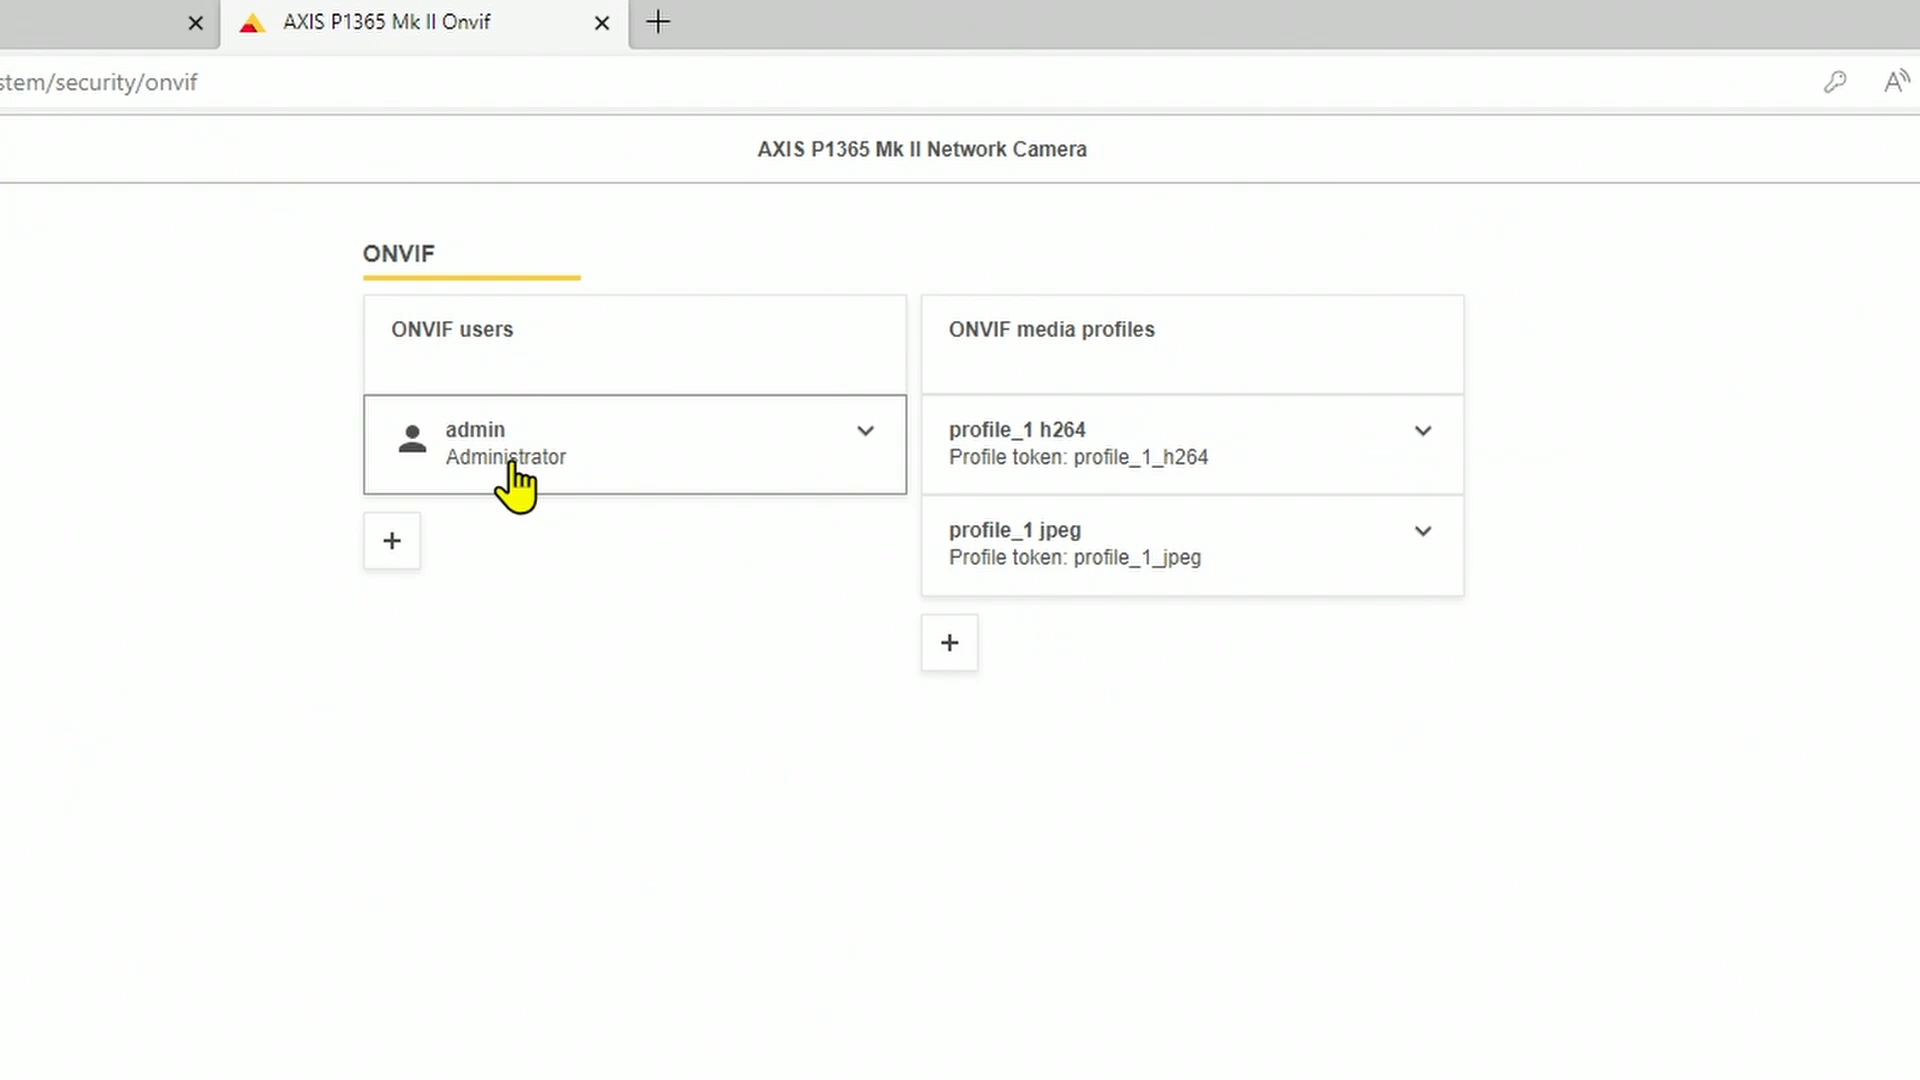 AXIS P1365 Mk II Onvif
stem/security/onvif
AXIS P1365 Mk II Network Camera
ONVIF
ONVIF users
admin
Administrator
ONVIF media profiles
profile_1 h264
Profile token: profile_1_h264
profile_1 jpeg
Profile token: profile_1_jpeg